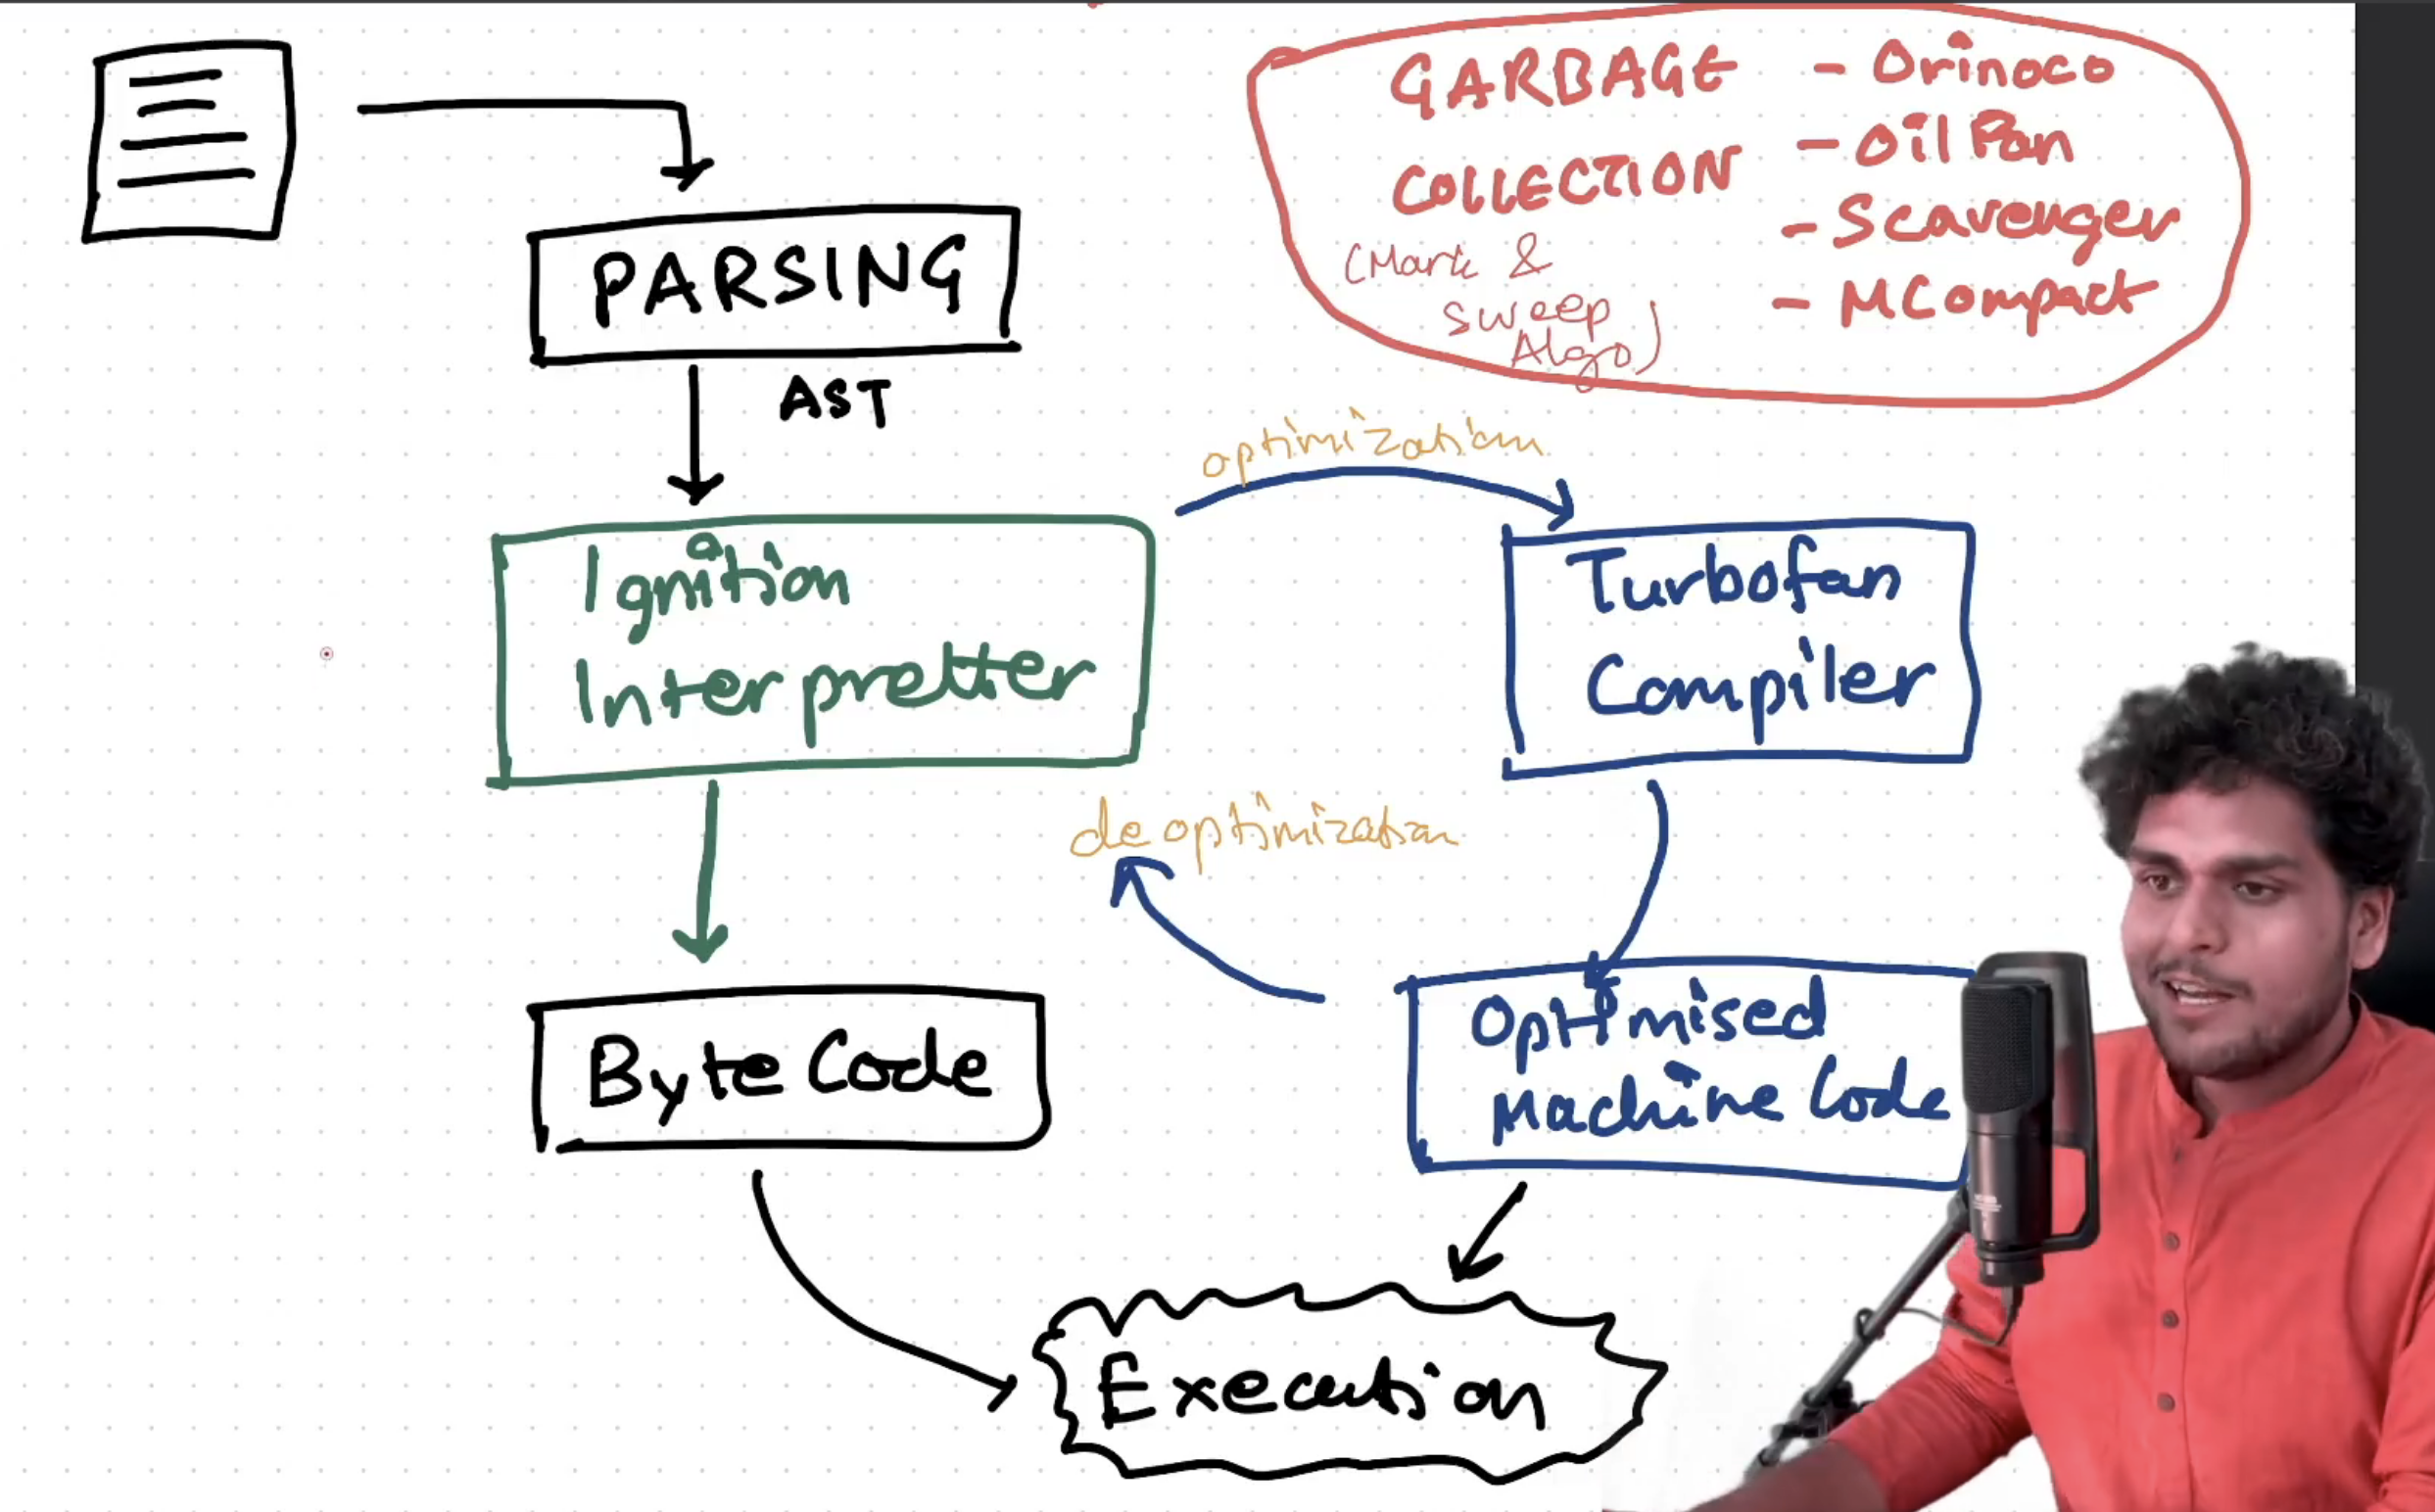 GARBAGE
COLLECTION
(Mark &
Sweep
Algo)
- Orinoco
- Oil Pan
- Scavenger
- MCompact
PARSING
AST
optimization
Ignition
Interpretter
Turbofan
Compiler
deoptimization
Byte Code
Optimised
Machine Code
Execution